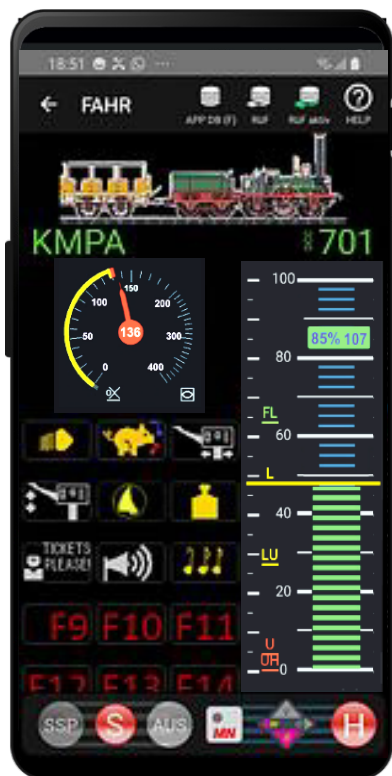 18:51
FAHR
APP DB (F) RUF RUF aktiv HELP
KMPA 701
100
150
100 200
136
50 300
0 400
85% 107
80
FL
60
L
40
LU
20
U
0
TICKETS
PLEASE!
F9 F10 F11
F12 F13 F14
SSP S AUS MN H